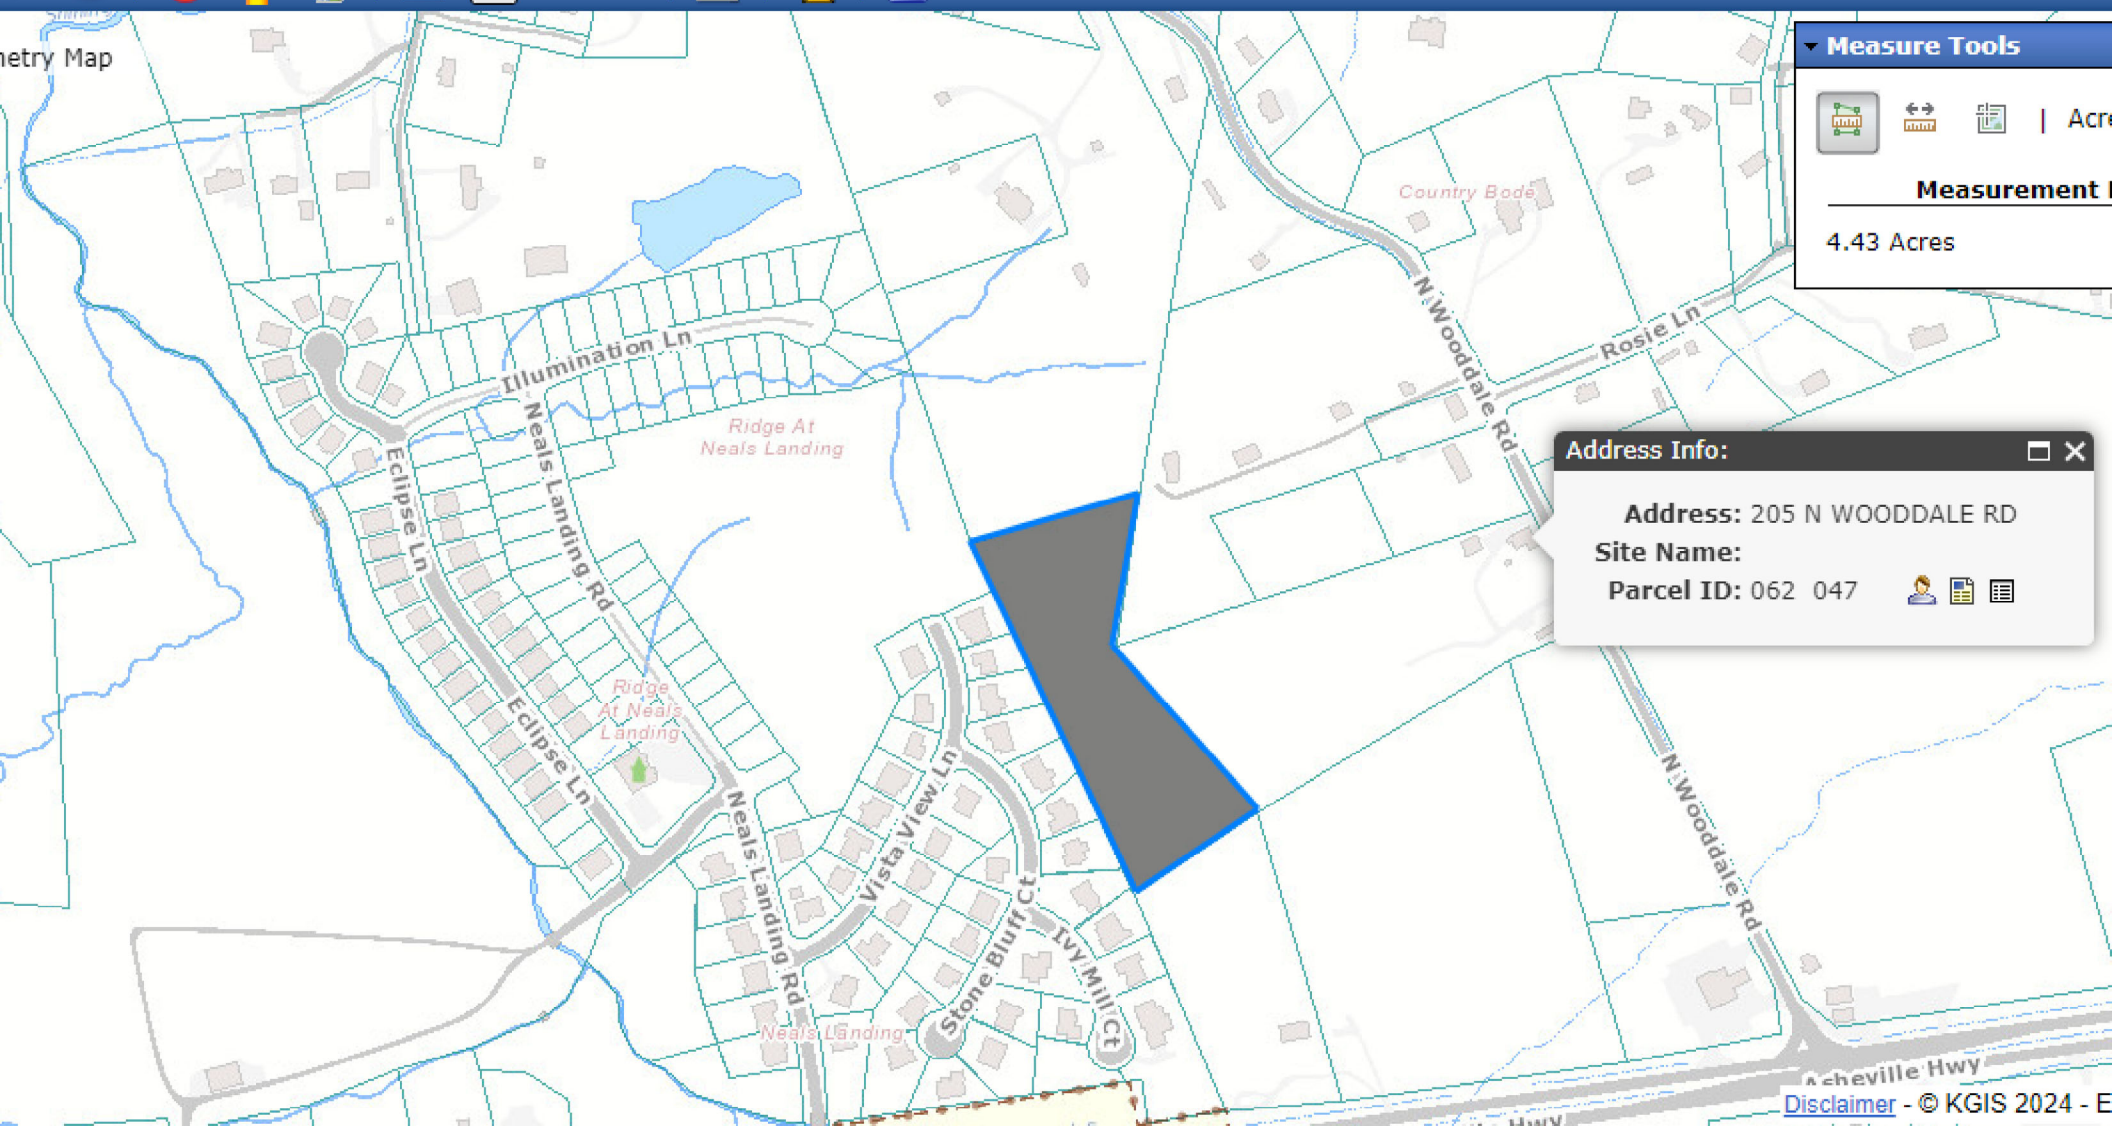 netry Map
Measure Tools
|
Measurement
4.43 Acres
Country Bode
N Wooddale Rd
Rosie Ln
Illumination Ln
Neals Landing Rd
Ridge At
Neals Landing
Eclipse Ln
Address Info:
Address: 205 N WOODDALE RD
Site Name:
Parcel ID: 062 047
Ridge
At Neals
Landing
Eclipse Ln
Vista View Ln
N Wooddale Rd
Neals Landing Rd
Stone Bluff Ct
Ivy Mill Ct
Neals Landing
Asheville Hwy
Hwy
Disclaimer - © KGIS 2024 - E